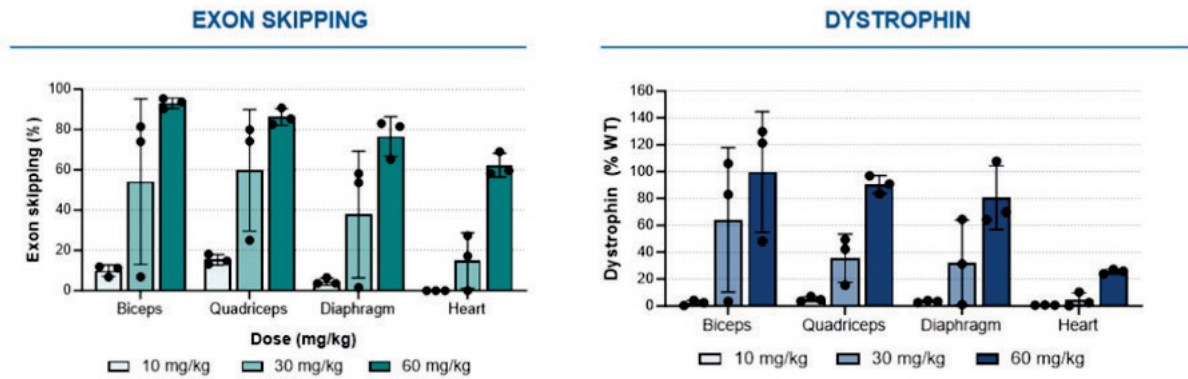 EXON SKIPPING
Exon skipping (%)
100
80
60
40
20
0
Biceps
Quadriceps
Diaphragm
Heart
Dose (mg/kg)
10 mg/kg
30 mg/kg
60 mg/kg
DYSTROPHIN
Dystrophin (% WT)
160
140
120
100
80
60
40
20
0
Biceps
Quadriceps
Diaphragm
Heart
10 mg/kg
30 mg/kg
60 mg/kg